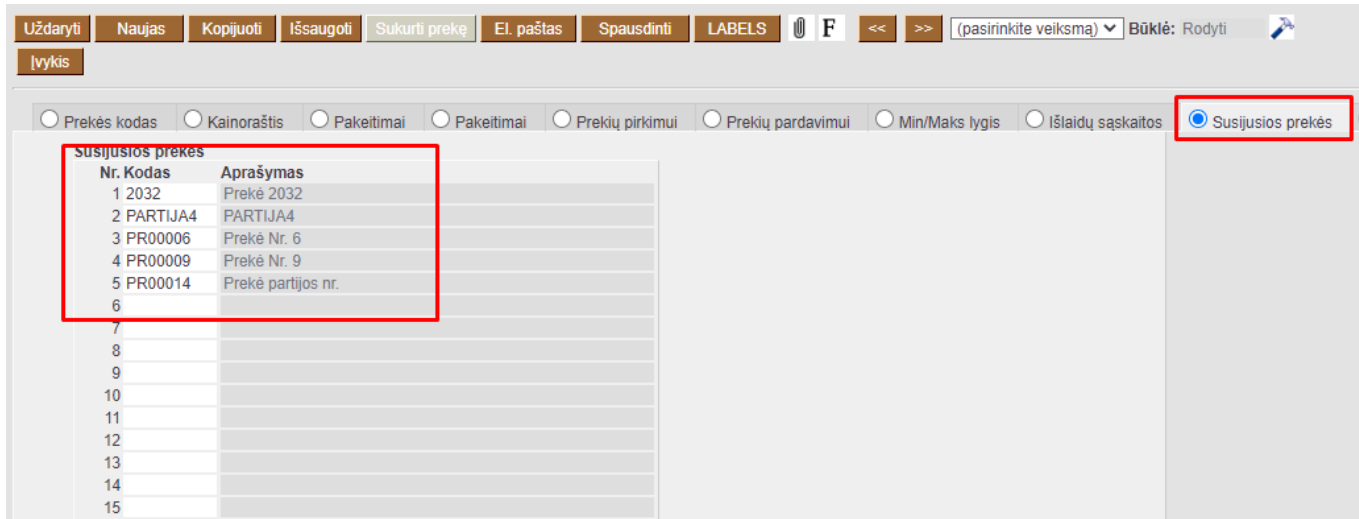 Uždaryti Naujas Kopijuoti Išsaugoti Sukurti prekę El. paštas Spausdinti LABELS F << >> (pasirinkite veiksmą) Būklė: Rodyti
Įvykis
Prekės kodas Kainoraštis Pakeitimai Pakeitimai Prekių pirkimui Prekių pardavimui Min/Maks lygis Išlaidų sąskaitos Susijusios prekės
Susijusios prekės
Nr. Kodas Aprašymas
1 2032 Prekė 2032
2 PARTIJA4 PARTIJA4
3 PR00006 Prekė Nr. 6
4 PR00009 Prekė Nr. 9
5 PR00014 Prekė partijos nr.
6
7
8
9
10
11
12
13
14
15